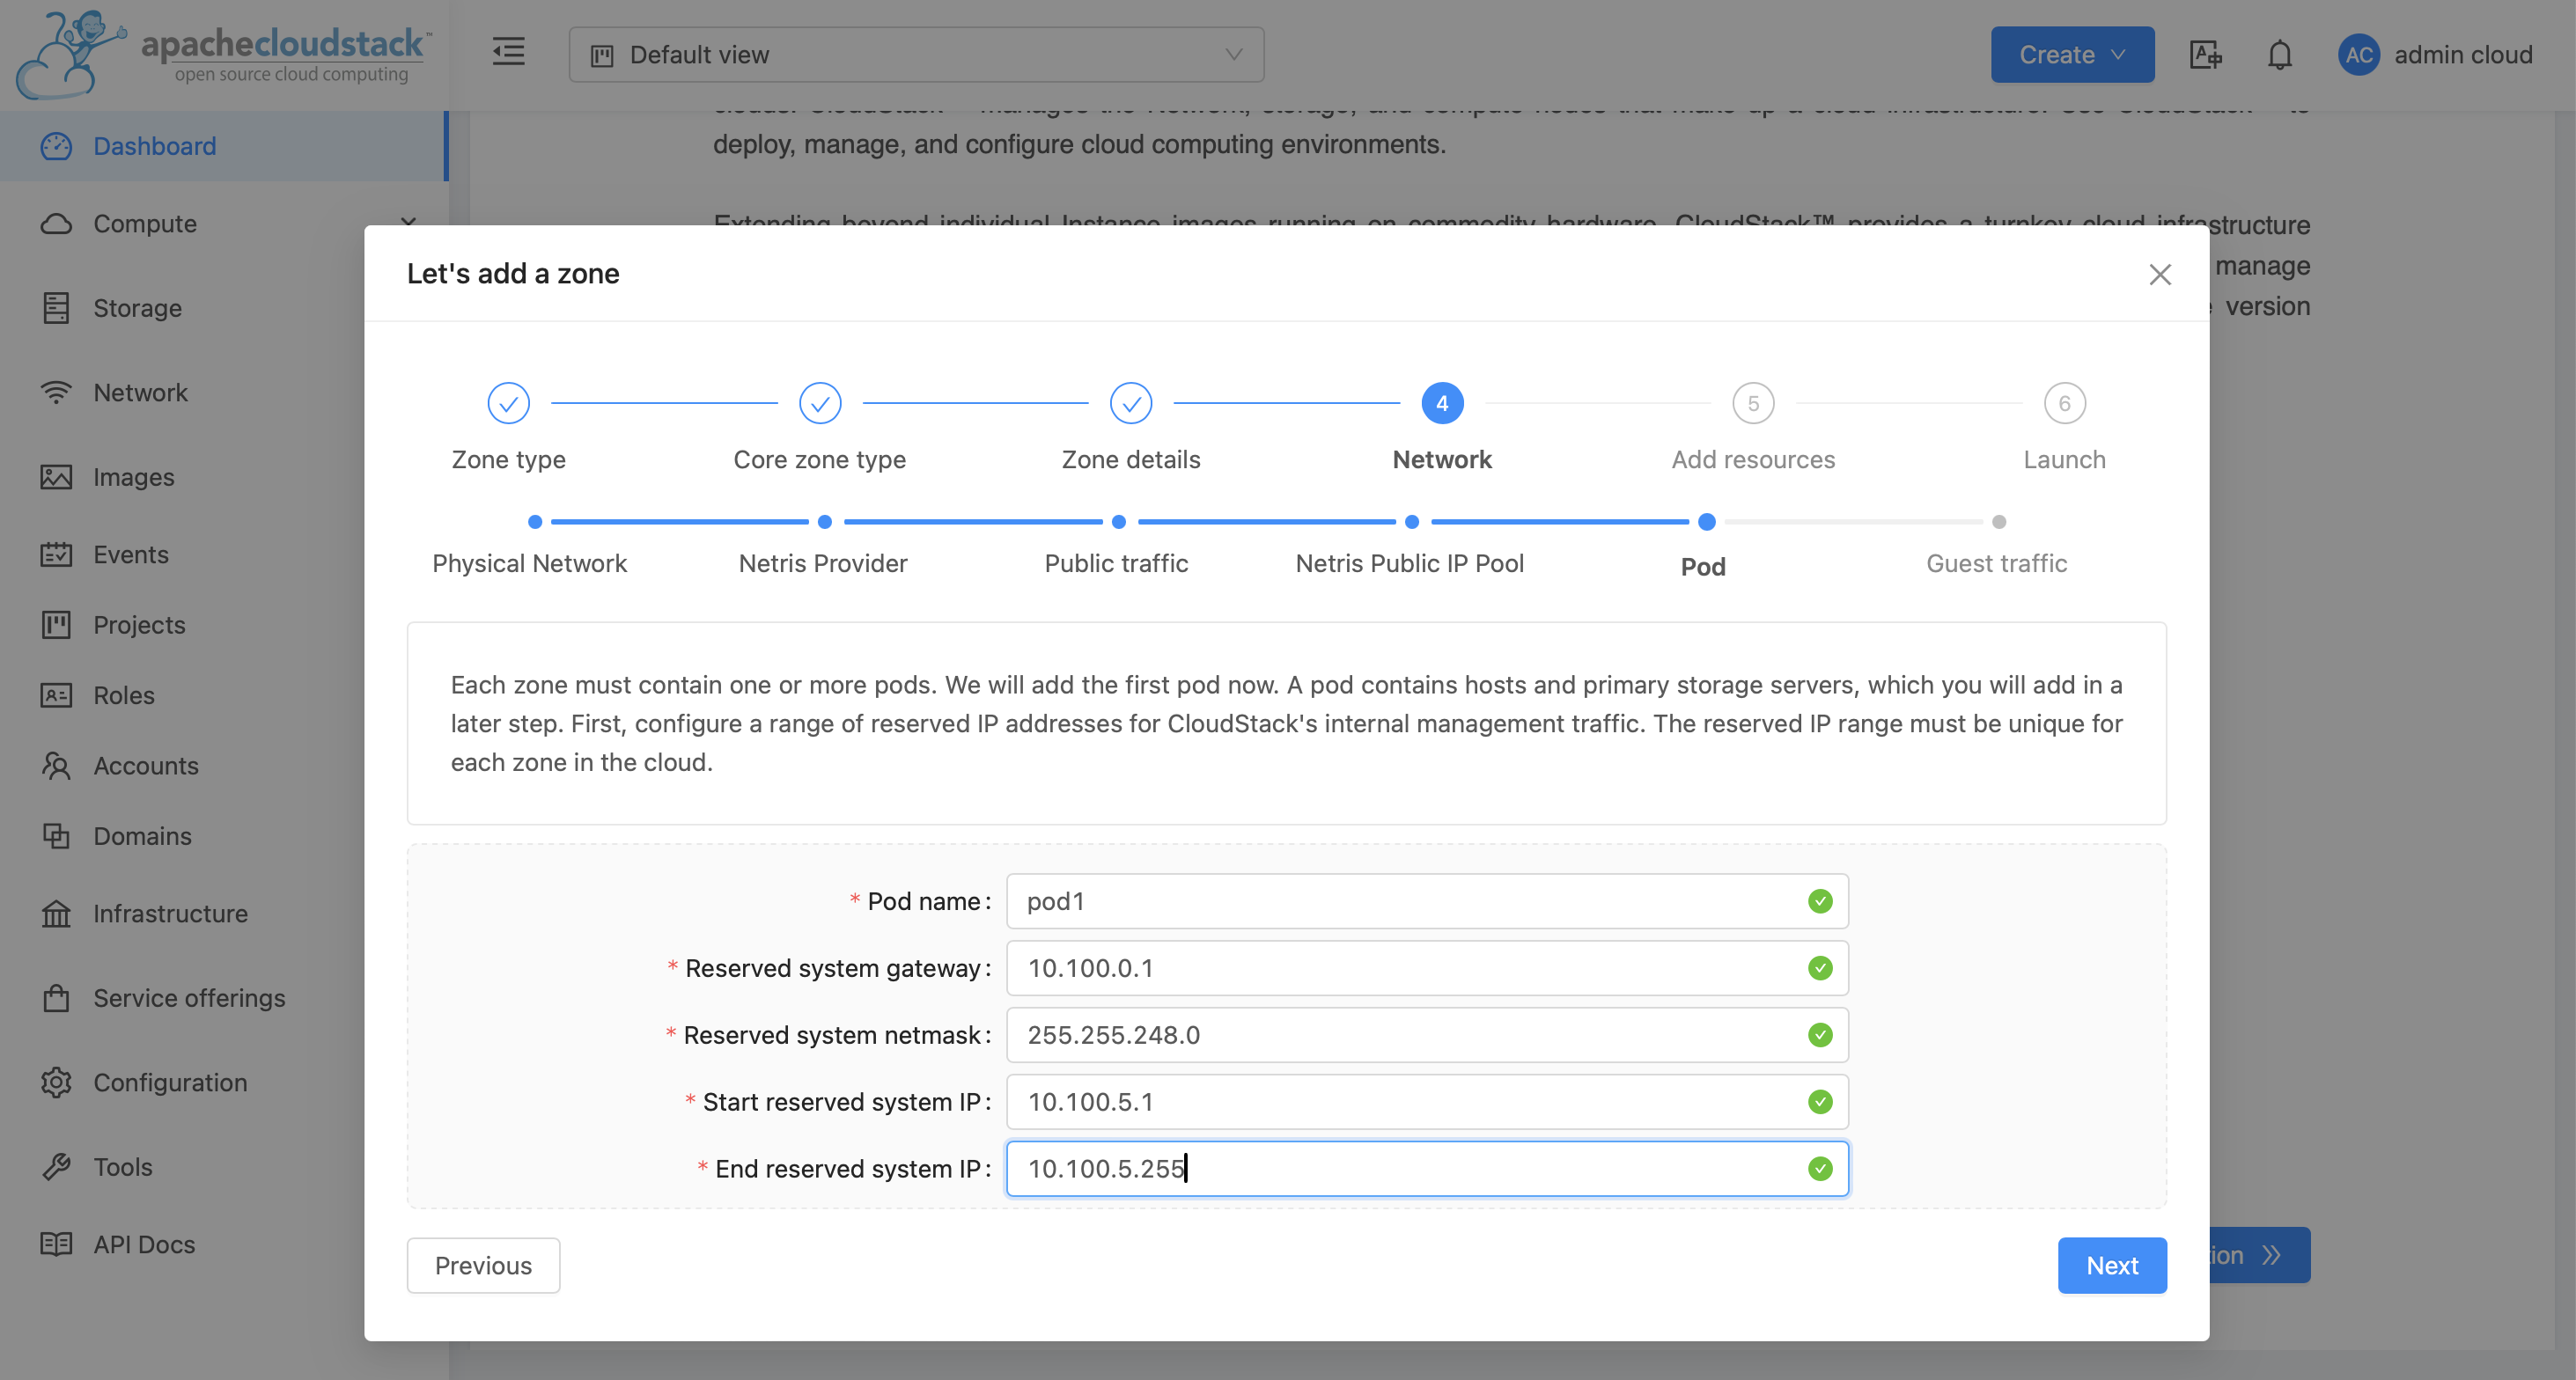 apachecloudstack™
open source cloud computing
Default view
Create
AC
admin cloud
Dashboard
Compute
Storage
Network
Images
Events
Projects
Roles
Accounts
Domains
Infrastructure
Service offerings
Configuration
Tools
API Docs
deploy, manage, and configure cloud computing environments.
Extending beyond individual Instance images running on commodity hardware, CloudStack™ provides a turnkey cloud infrastructure
manage
version
Let's add a zone
Zone type
Core zone type
Zone details
4
Network
5
Add resources
6
Launch
Physical Network
Netris Provider
Public traffic
Netris Public IP Pool
Pod
Guest traffic
Each zone must contain one or more pods. We will add the first pod now. A pod contains hosts and primary storage servers, which you will add in a
later step. First, configure a range of reserved IP addresses for CloudStack's internal management traffic. The reserved IP range must be unique for
each zone in the cloud.
* Pod name: pod1
* Reserved system gateway: 10.100.0.1
* Reserved system netmask: 255.255.248.0
* Start reserved system IP: 10.100.5.1
* End reserved system IP: 10.100.5.255
Previous
Next